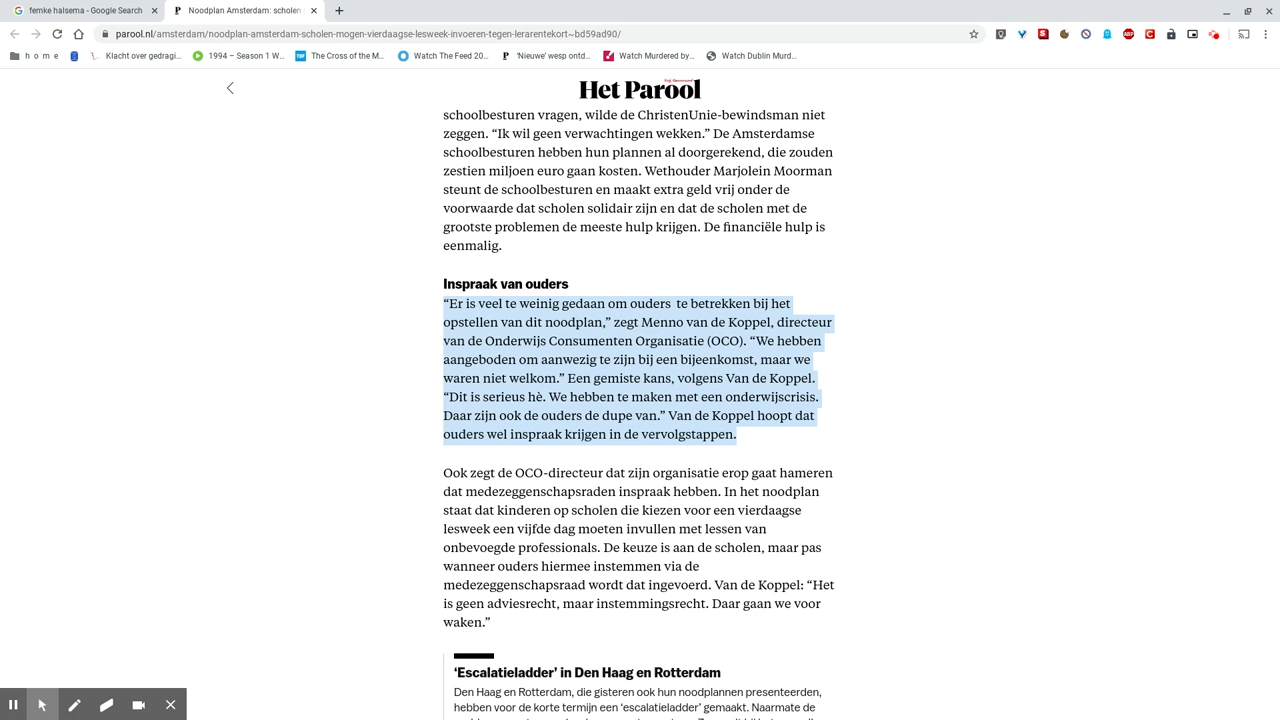 femke halsema - Google Search
Noodplan Amsterdam: scholen
parool.nl/amsterdam/noodplan-amsterdam-scholen-mogen-vierdaagse-lesweek-invoeren-tegen-lerarentekort~bd59ad90/
h o m e
Klacht over gedragi...
1994 – Season 1 W...
The Cross of the M...
Watch The Feed 20...
'Nieuwe' wesp ontd...
Watch Murdered by...
Watch Dublin Murd...
Het Parool
schoolbesturen vragen, wilde de ChristenUnie-bewindsman niet
zeggen. “Ik wil geen verwachtingen wekken.” De Amsterdamse
schoolbesturen hebben hun plannen al doorgerekend, die zouden
zestien miljoen euro gaan kosten. Wethouder Marjolein Moorman
steunt de schoolbesturen en maakt extra geld vrij onder de
voorwaarde dat scholen solidair zijn en dat de scholen met de
grootste problemen de meeste hulp krijgen. De financiële hulp is
eenmalig.
Inspraak van ouders
“Er is veel te weinig gedaan om ouders  te betrekken bij het
opstellen van dit noodplan,” zegt Menno van de Koppel, directeur
van de Onderwijs Consumenten Organisatie (OCO). “We hebben
aangeboden om aanwezig te zijn bij een bijeenkomst, maar we
waren niet welkom.” Een gemiste kans, volgens Van de Koppel.
“Dit is serieus hè. We hebben te maken met een onderwijscrisis.
Daar zijn ook de ouders de dupe van.” Van de Koppel hoopt dat
ouders wel inspraak krijgen in de vervolgstappen.
Ook zegt de OCO-directeur dat zijn organisatie erop gaat hameren
dat medezeggenschapsraden inspraak hebben. In het noodplan
staat dat kinderen op scholen die kiezen voor een vierdaagse
lesweek een vijfde dag moeten invullen met lessen van
onbevoegde professionals. De keuze is aan de scholen, maar pas
wanneer ouders hiermee instemmen via de
medezeggenschapsraad wordt dat ingevoerd. Van de Koppel: “Het
is geen adviesrecht, maar instemmingsrecht. Daar gaan we voor
waken.”
‘Escalatieladder’ in Den Haag en Rotterdam
Den Haag en Rotterdam, die gisteren ook hun noodplannen presenteerden,
hebben voor de korte termijn een ‘escalatieladder’ gemaakt. Naarmate de